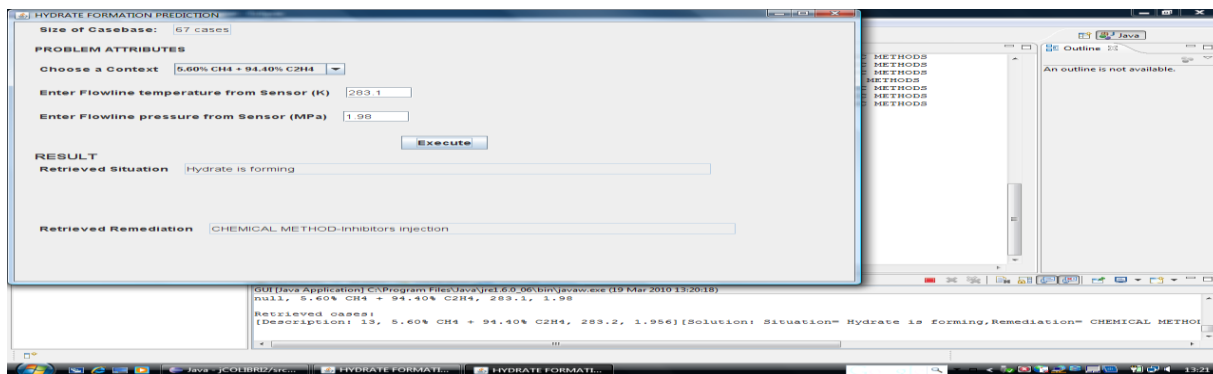 HYDRATE FORMATION PREDICTION
Size of Casebase: 67 cases
PROBLEM ATTRIBUTES
Choose a Context 5.60% CH4 + 94.40% C2H4
Enter Flowline temperature from Sensor (K) 283.1
Enter Flowline pressure from Sensor (MPa) 1.98
Execute
RESULT
Retrieved Situation Hydrate is forming
Retrieved Remediation CHEMICAL METHOD-Inhibitors injection
Java
Outline
An outline is not available.
METHODS
METHODS
METHODS
METHODS
METHODS
METHODS
METHODS
GUI [Java Application] C:\Program Files\Java\jre1.6.0_06\bin\javaw.exe (19 Mar 2010 13:20:18)
null, 5.60% CH4 + 94.40% C2H4, 283.1, 1.98
Retrieved cases:
[Description: 13, 5.60% CH4 + 94.40% C2H4, 283.2, 1.956][Solution: Situation= Hydrate is forming,Remediation= CHEMICAL METHO
Java - jCOLIBRI2/src...
HYDRATE FORMATI...
HYDRATE FORMATI...
13:21